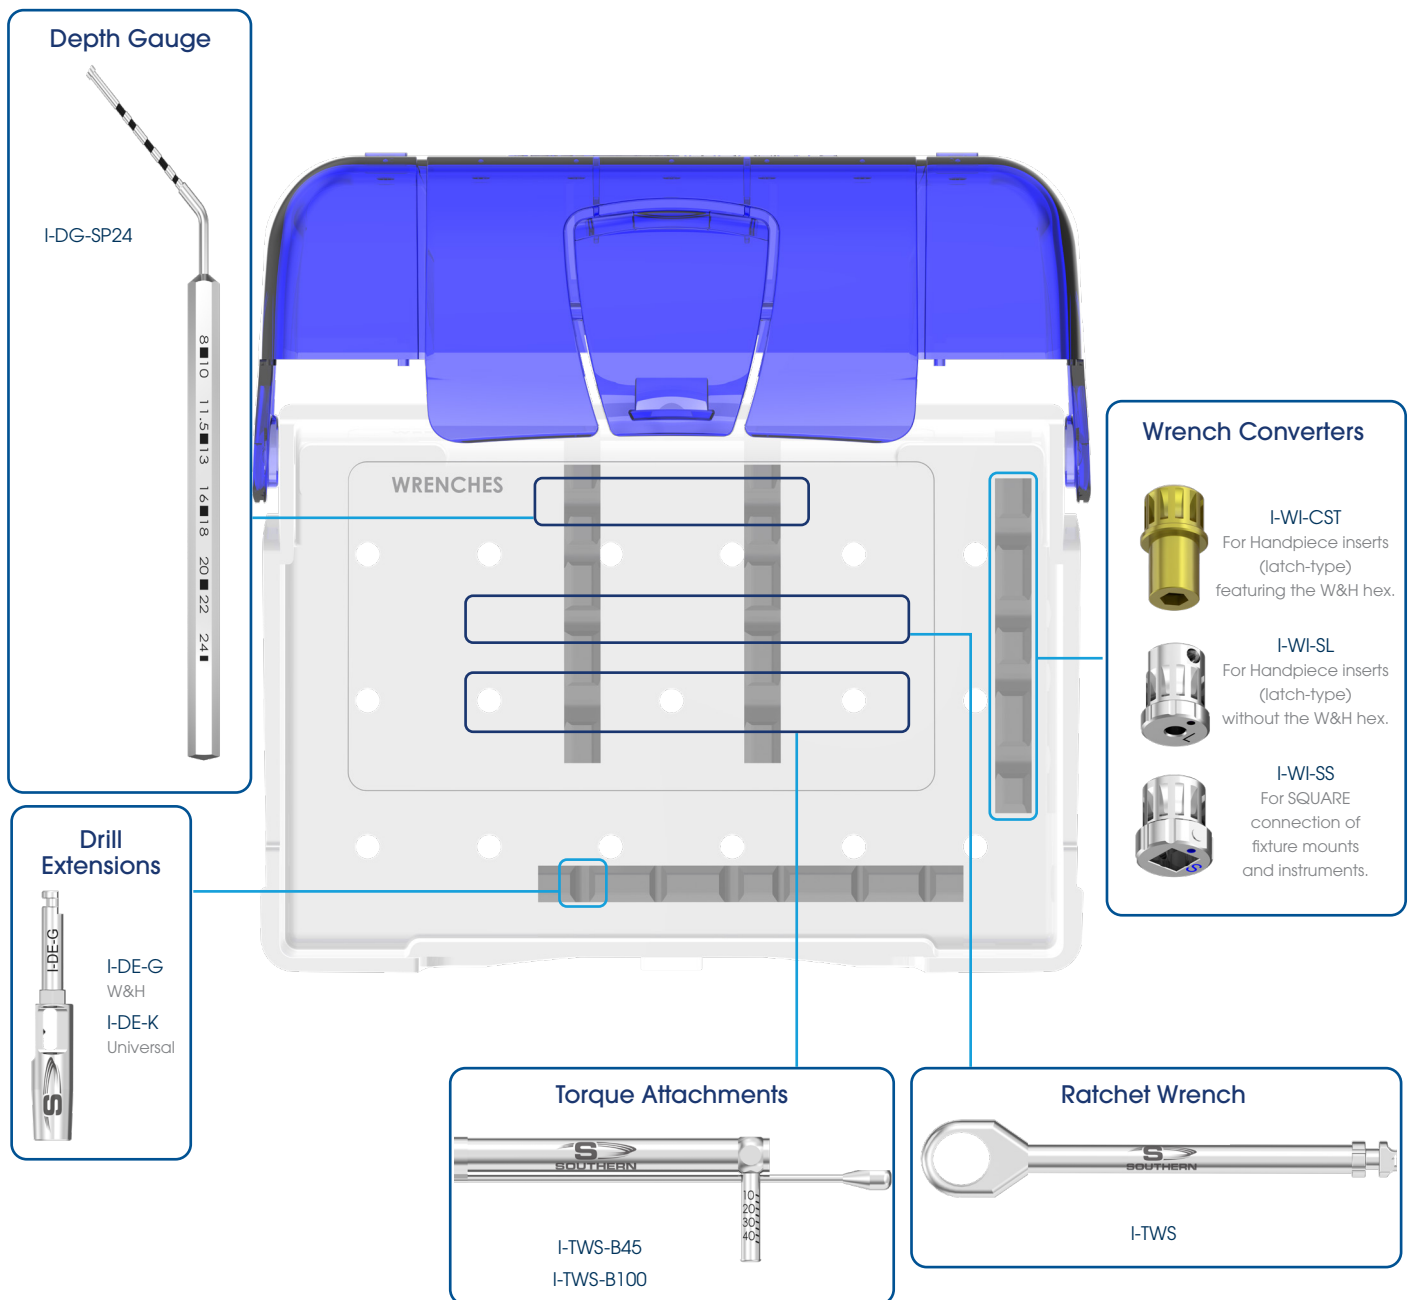 Depth Gauge
I-DG-SP24
8 10 11.5 13 16 18 20 22 24
WRENCHES
Wrench Converters
I-WI-CST
For Handpiece inserts
(latch-type)
featuring the W&H hex.
I-WI-SL
For Handpiece inserts
(latch-type)
without the W&H hex.
L
I-WI-SS
For SQUARE
connection of
fixture mounts
and instruments.
S
Drill
Extensions
I-DE-G
S
I-DE-G
W&H
I-DE-K
Universal
Torque Attachments
S
SOUTHERN
10
20
30
40
I-TWS-B45
I-TWS-B100
Ratchet Wrench
S
SOUTHERN
I-TWS